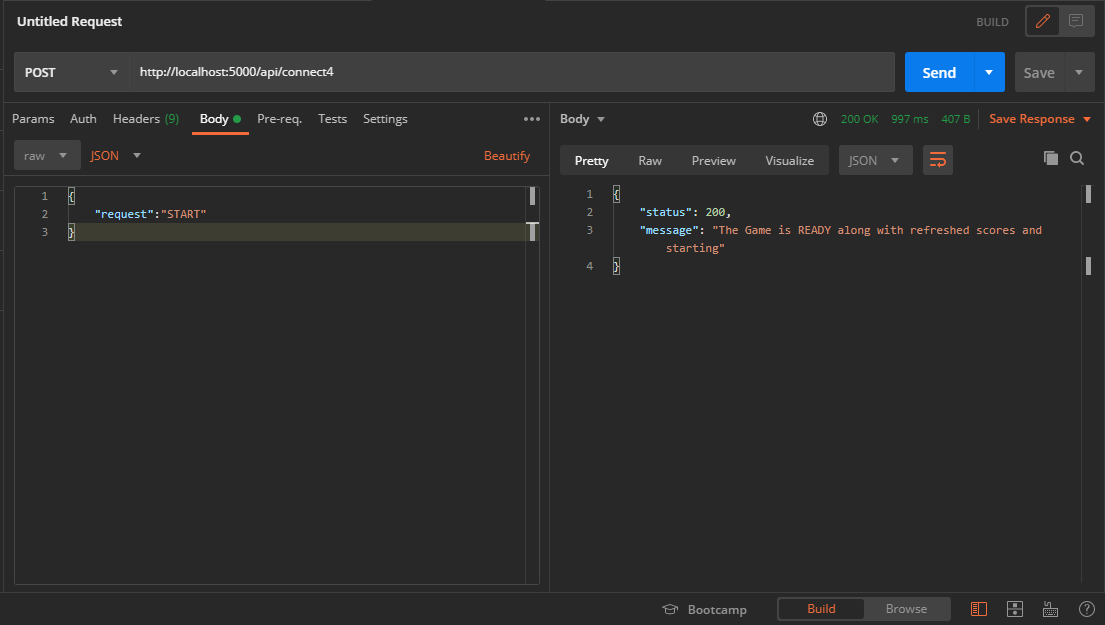 Untitled Request
BUILD
POST
http://localhost:5000/api/connect4
Send
Save
Params Auth Headers (9) Body Pre-req. Tests Settings
Body
200 OK 997 ms 407 B
Save Response
raw
JSON
Beautify
Pretty Raw Preview Visualize
JSON
1 {
2 "request":"START"
3 }
1 {
2 "status": 200,
3 "message": "The Game is READY along with refreshed scores and
starting"
4 }
Bootcamp
Build
Browse
?